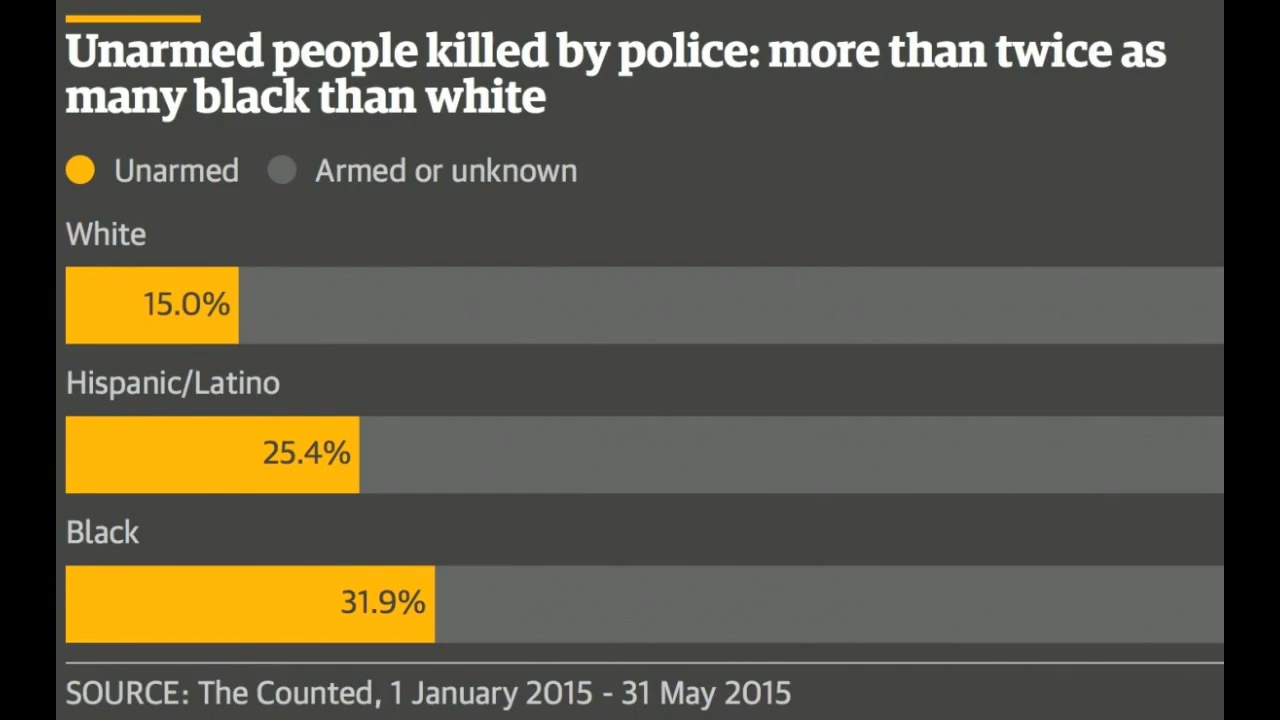 Unarmed people killed by police: more than twice as
many black than white
Unarmed Armed or unknown
White
15.0%
Hispanic/Latino
25.4%
Black
31.9%
SOURCE: The Counted, 1 January 2015 - 31 May 2015